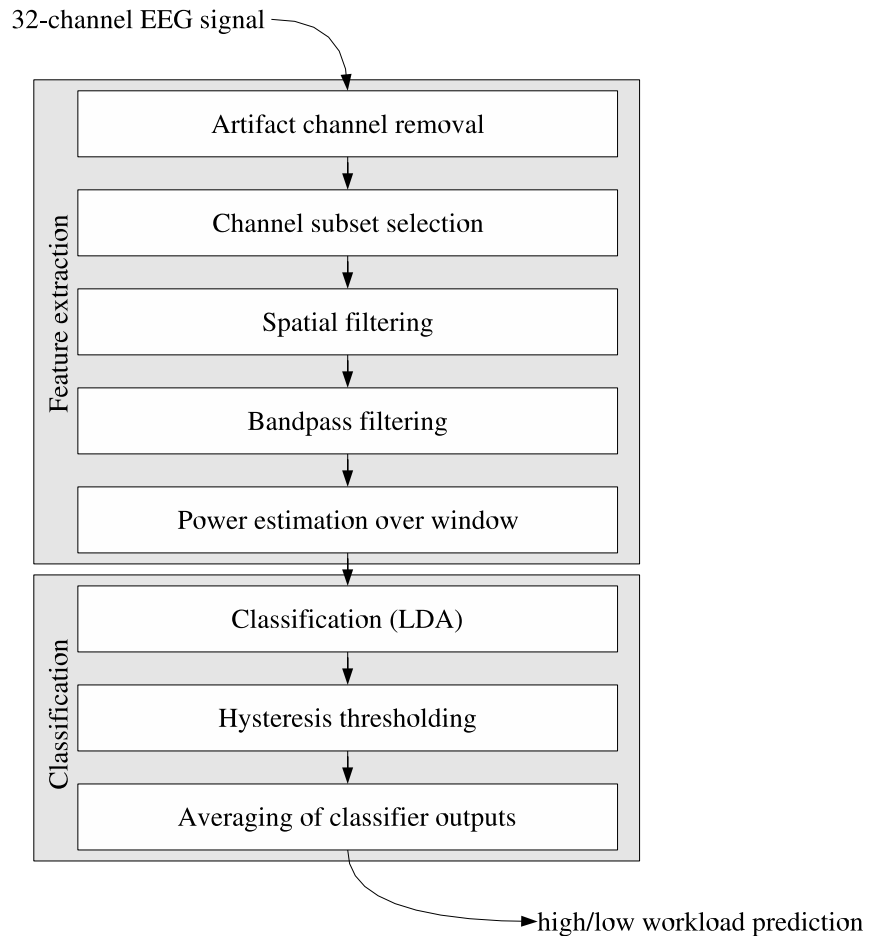 32-channel EEG signal
Feature extraction
Artifact channel removal
Channel subset selection
Spatial filtering
Bandpass filtering
Power estimation over window
Classification
Classification (LDA)
Hysteresis thresholding
Averaging of classifier outputs
high/low workload prediction